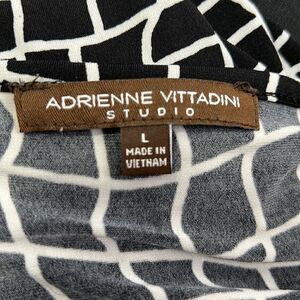 ADRIENNE VITTADINI
STUDIO
L
MADE IN
VIETNAM